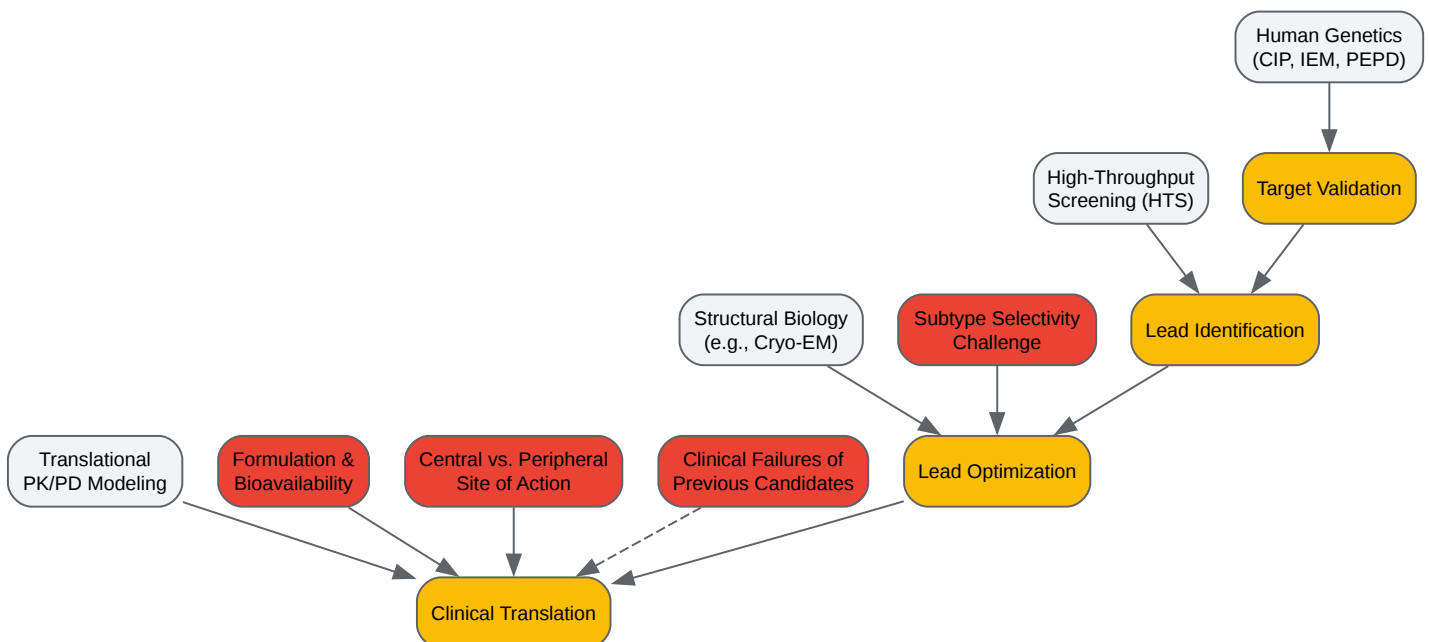 Human Genetics
(CIP, IEM, PEPD)
High-Throughput
Screening (HTS)
Target Validation
Structural Biology
(e.g., Cryo-EM)
Subtype Selectivity
Challenge
Lead Identification
Translational
PK/PD Modeling
Formulation &
Bioavailability
Central vs. Peripheral
Site of Action
Clinical Failures of
Previous Candidates
Lead Optimization
Clinical Translation